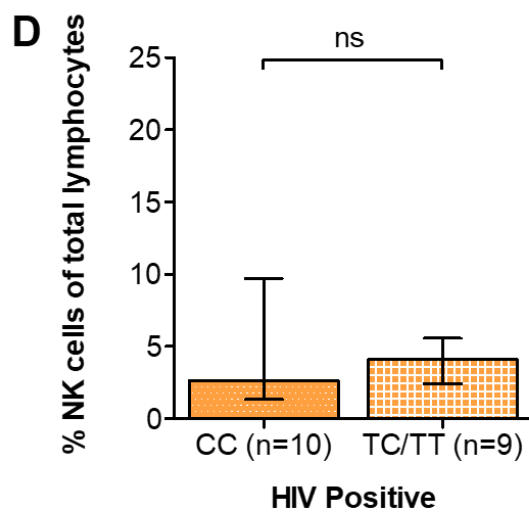 D
ns
% NK cells of total lymphocytes
25
20
15
10
5
0
CC (n=10) TC/TT (n=9)
HIV Positive